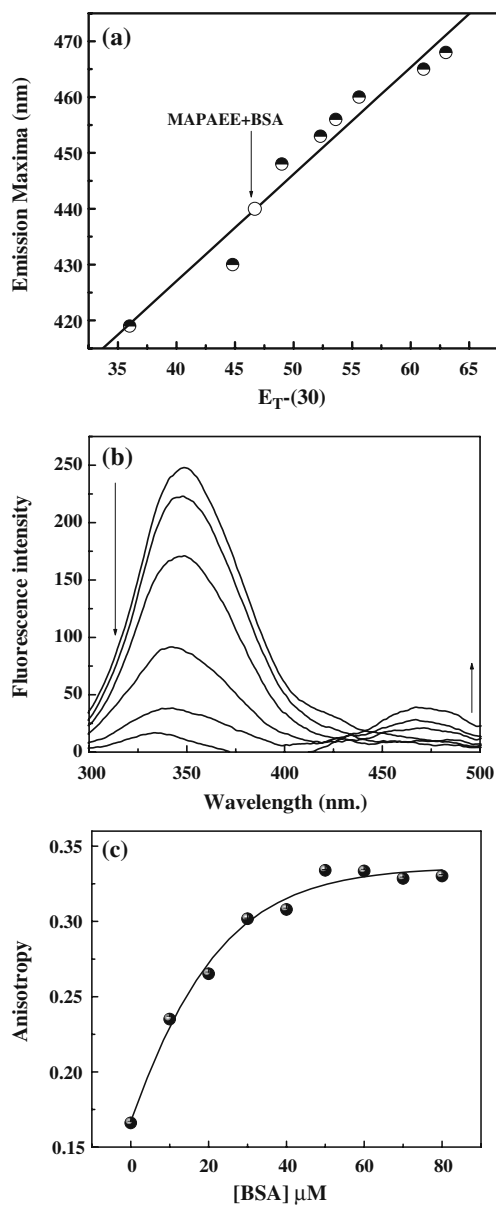 (a)
475
470
460
450
440
430
420
MAPAEE+BSA
Emission Maxima (nm)
35 40 45 50 55 60 65
E_T-(30)
(b)
250
200
150
100
50
0
Fluorescence intensity
300 350 400 450 500
Wavelength (nm.)
(c)
0.35
0.30
0.25
0.20
0.15
Anisotropy
0 20 40 60 80
[BSA] μM